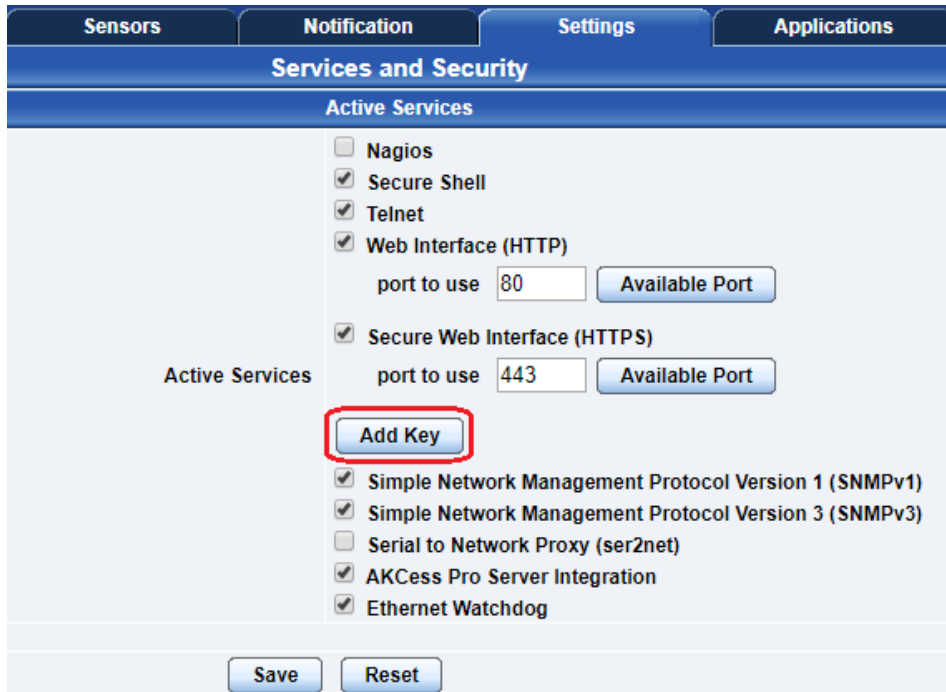 Sensors Notification Settings Applications
Services and Security
Active Services
Nagios
Secure Shell
Telnet
Web Interface (HTTP)
port to use 80 Available Port
Secure Web Interface (HTTPS)
Active Services port to use 443 Available Port
Add Key
Simple Network Management Protocol Version 1 (SNMPv1)
Simple Network Management Protocol Version 3 (SNMPv3)
Serial to Network Proxy (ser2net)
AKCess Pro Server Integration
Ethernet Watchdog
Save Reset